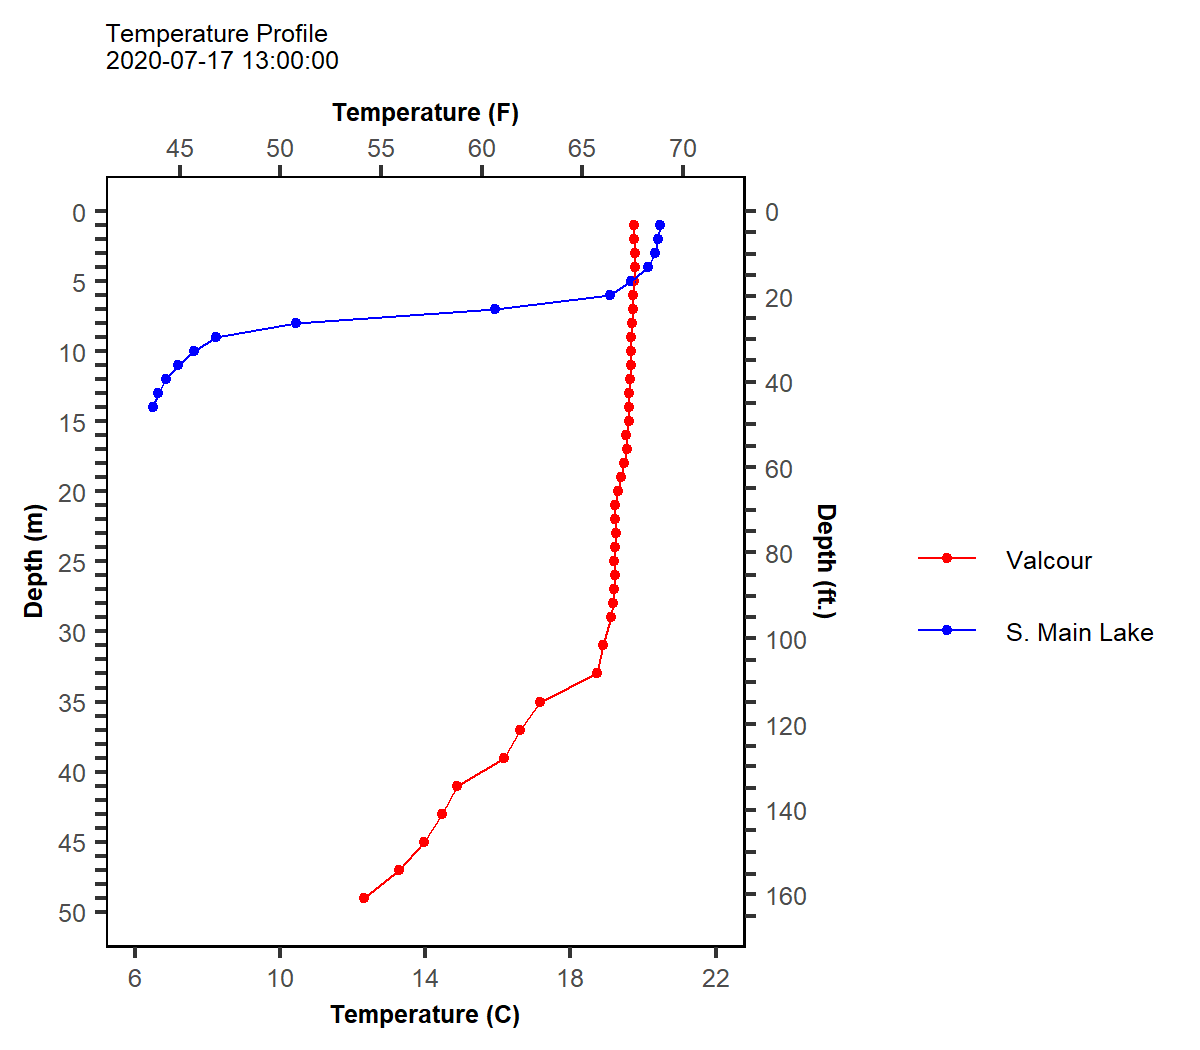 Temperature Profile
2020-07-17 13:00:00
Temperature (F)
45 50 55 60 65 70
0
5
10
15
20
25
30
35
40
45
50
Depth (m)
0
20
40
60
80
100
120
140
160
Depth (ft.)
6 10 14 18 22
Temperature (C)
Valcour
S. Main Lake